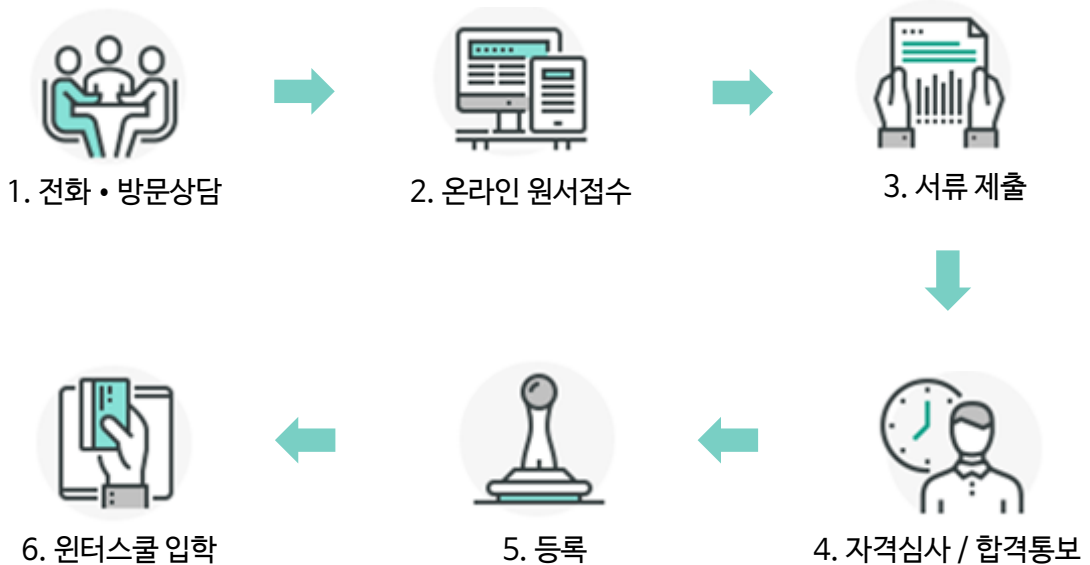 1. 전화 • 방문상담
2. 온라인 원서접수
3. 서류 제출
4. 자격심사 / 합격통보
5. 등록
6. 윈터스쿨 입학